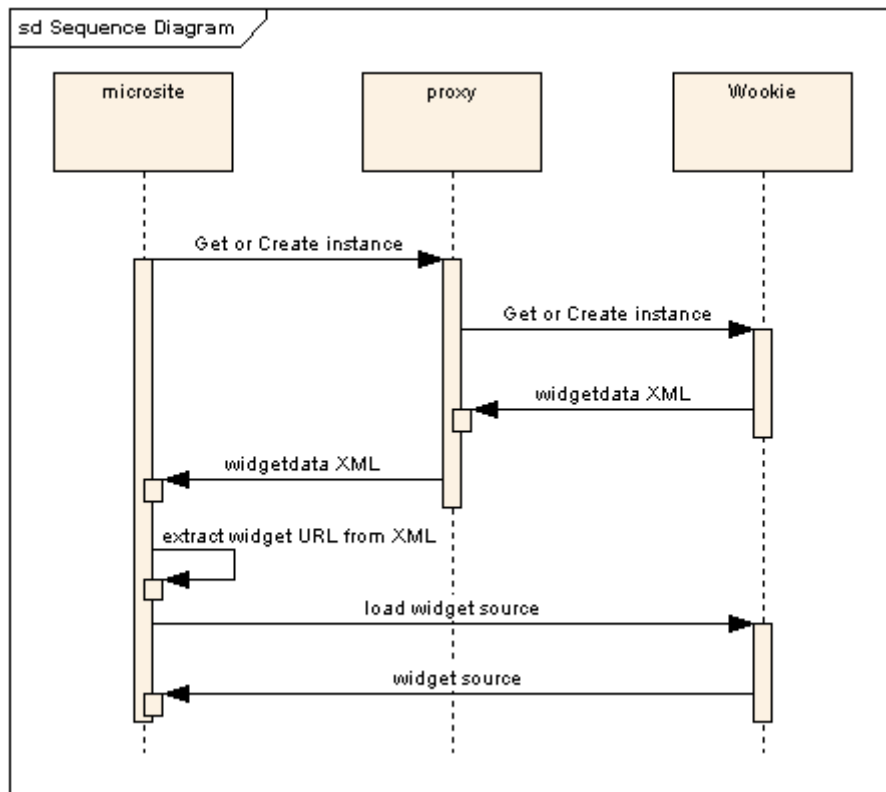 sd Sequence Diagram
microsite
proxy
Wookie
Get or Create instance
Get or Create instance
widgetdata XML
widgetdata XML
extract widget URL from XML
load widget source
widget source